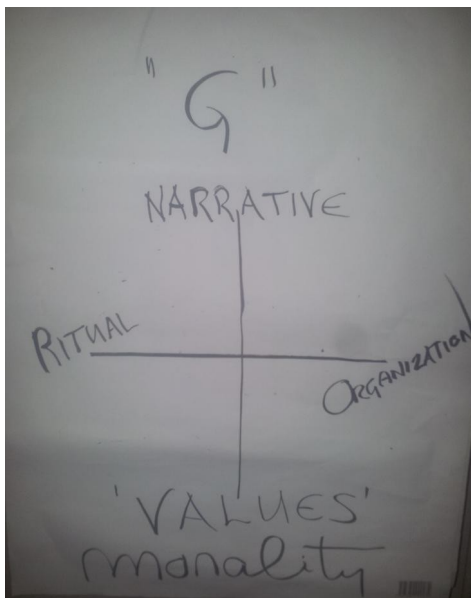 "G"
NARRATIVE
RITUAL
ORGANIZATION
'VALUES'
morality